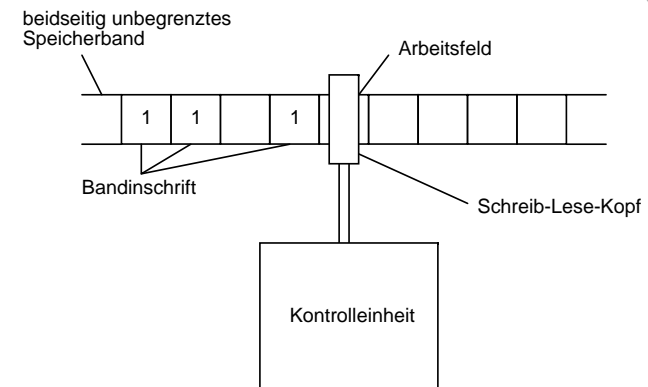 beidseitig unbegrenztes
Speicherband
Arbeitsfeld
1 1 1
Bandinschrift
Schreib-Lese-Kopf
Kontrolleinheit